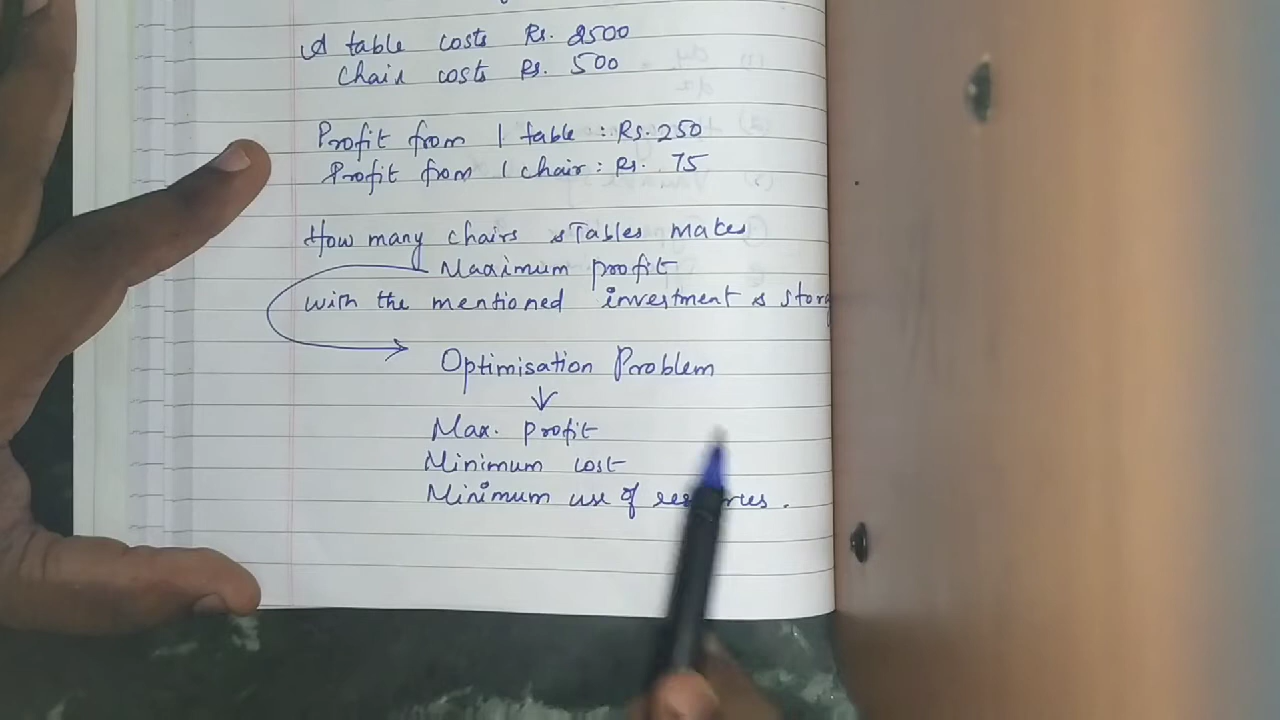 A table costs Rs. 2500
Chair costs Rs. 500
Profit from 1 table : Rs. 250
Profit from 1 chair : Rs. 75
How many chairs & Tables makes
Maximum profit
with the mentioned investment &
Optimisation Problem
Max. profit
Minimum cost
Minimum use of